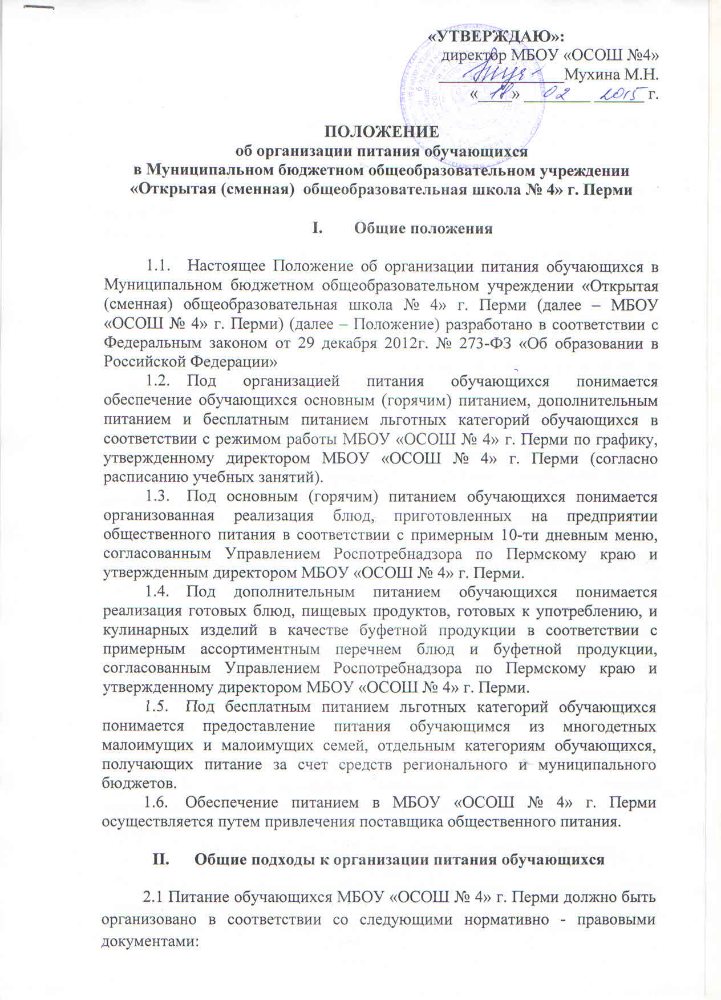 «УТВЕРЖДАЮ»:
директор МБОУ «ОСОШ №4»
Мухина М.Н.
« » 02 2015 г.
ПОЛОЖЕНИЕ
об организации питания обучающихся
в Муниципальном бюджетном общеобразовательном учреждении
«Открытая (сменная) общеобразовательная школа № 4» г. Перми
I. Общие положения
1.1. Настоящее Положение об организации питания обучающихся в
Муниципальном бюджетном общеобразовательном учреждении «Открытая
(сменная) общеобразовательная школа № 4» г. Перми (далее – МБОУ
«ОСОШ № 4» г. Перми) (далее – Положение) разработано в соответствии с
Федеральным законом от 29 декабря 2012г. № 273-ФЗ «Об образовании в
Российской Федерации»
1.2. Под организацией питания обучающихся понимается
обеспечение обучающихся основным (горячим) питанием, дополнительным
питанием и бесплатным питанием льготных категорий обучающихся в
соответствии с режимом работы МБОУ «ОСОШ № 4» г. Перми по графику,
утвержденному директором МБОУ «ОСОШ № 4» г. Перми (согласно
расписанию учебных занятий).
1.3. Под основным (горячим) питанием обучающихся понимается
организованная реализация блюд, приготовленных на предприятии
общественного питания в соответствии с примерным 10-ти дневным меню,
согласованным Управлением Роспотребнадзора по Пермскому краю и
утвержденным директором МБОУ «ОСОШ № 4» г. Перми.
1.4. Под дополнительным питанием обучающихся понимается
реализация готовых блюд, пищевых продуктов, готовых к употреблению, и
кулинарных изделий в качестве буфетной продукции в соответствии с
примерным ассортиментным перечнем блюд и буфетной продукции,
согласованным Управлением Роспотребнадзора по Пермскому краю и
утвержденному директором МБОУ «ОСОШ № 4» г. Перми.
1.5. Под бесплатным питанием льготных категорий обучающихся
понимается предоставление питания обучающимся из многодетных
малоимущих и малоимущих семей, отдельным категориям обучающихся,
получающих питание за счет средств регионального и муниципального
бюджетов.
1.6. Обеспечение питанием в МБОУ «ОСОШ № 4» г. Перми
осуществляется путем привлечения поставщика общественного питания.
II. Общие подходы к организации питания обучающихся
2.1 Питание обучающихся МБОУ «ОСОШ № 4» г. Перми должно быть
организовано в соответствии со следующими нормативно - правовыми
документами: